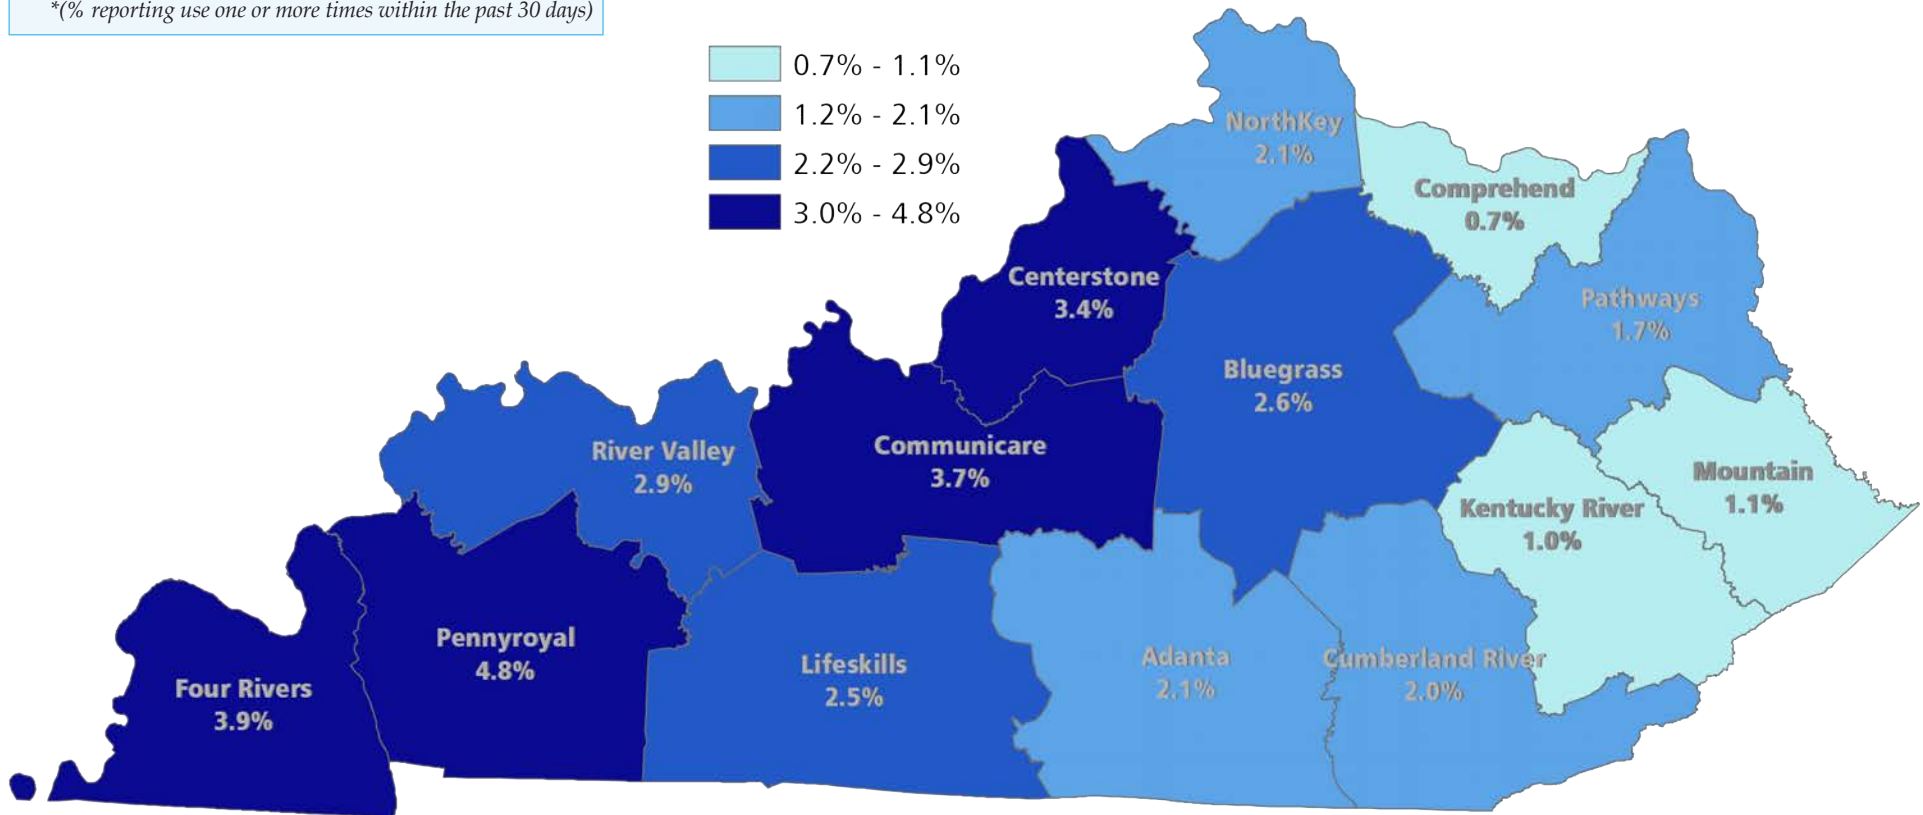 *(% reporting use one or more times within the past 30 days)
0.7% - 1.1%
1.2% - 2.1%
2.2% - 2.9%
3.0% - 4.8%
NorthKey
2.1%
Comprehend
0.7%
Centerstone
3.4%
Pathways
1.7%
Bluegrass
2.6%
River Valley
2.9%
Communicare
3.7%
Mountain
1.1%
Kentucky River
1.0%
Pennyroyal
4.8%
Four Rivers
3.9%
Lifeskills
2.5%
Adanta
2.1%
Cumberland River
2.0%